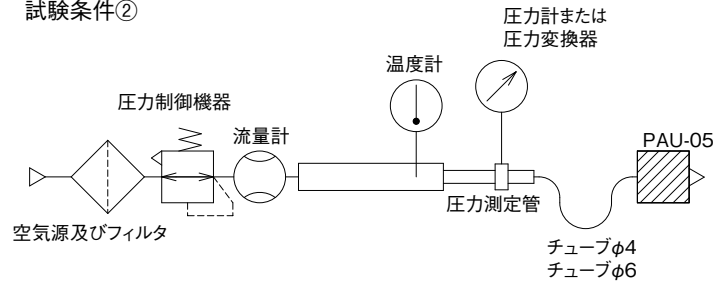 試験条件②
圧力計または
圧力変換器
温度計
圧力制御機器
流量計
PAU-05
圧力測定管
空気源及びフィルタ
チューブφ4
チューブφ6